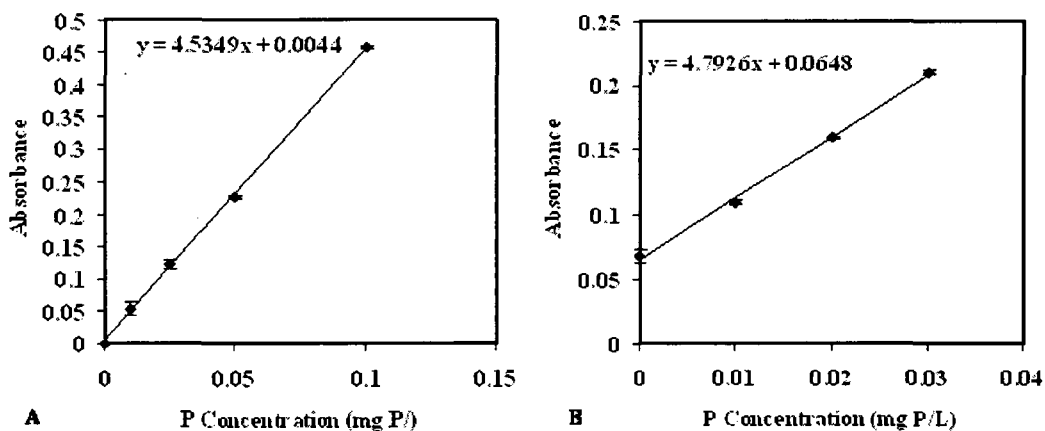 0.5
0.45
0.4
0.35
0.3
0.25
0.2
0.15
0.1
0.05
0
y = 4.5349x + 0.0044
Absorbance
0 0.05 0.1 0.15
A P Concentration (mg P/)
0.25
0.2
0.15
0.1
0.05
0
y = 4.7926x + 0.0648
Absorbance
0 0.01 0.02 0.03 0.04
B P Concentration (mg P/L)